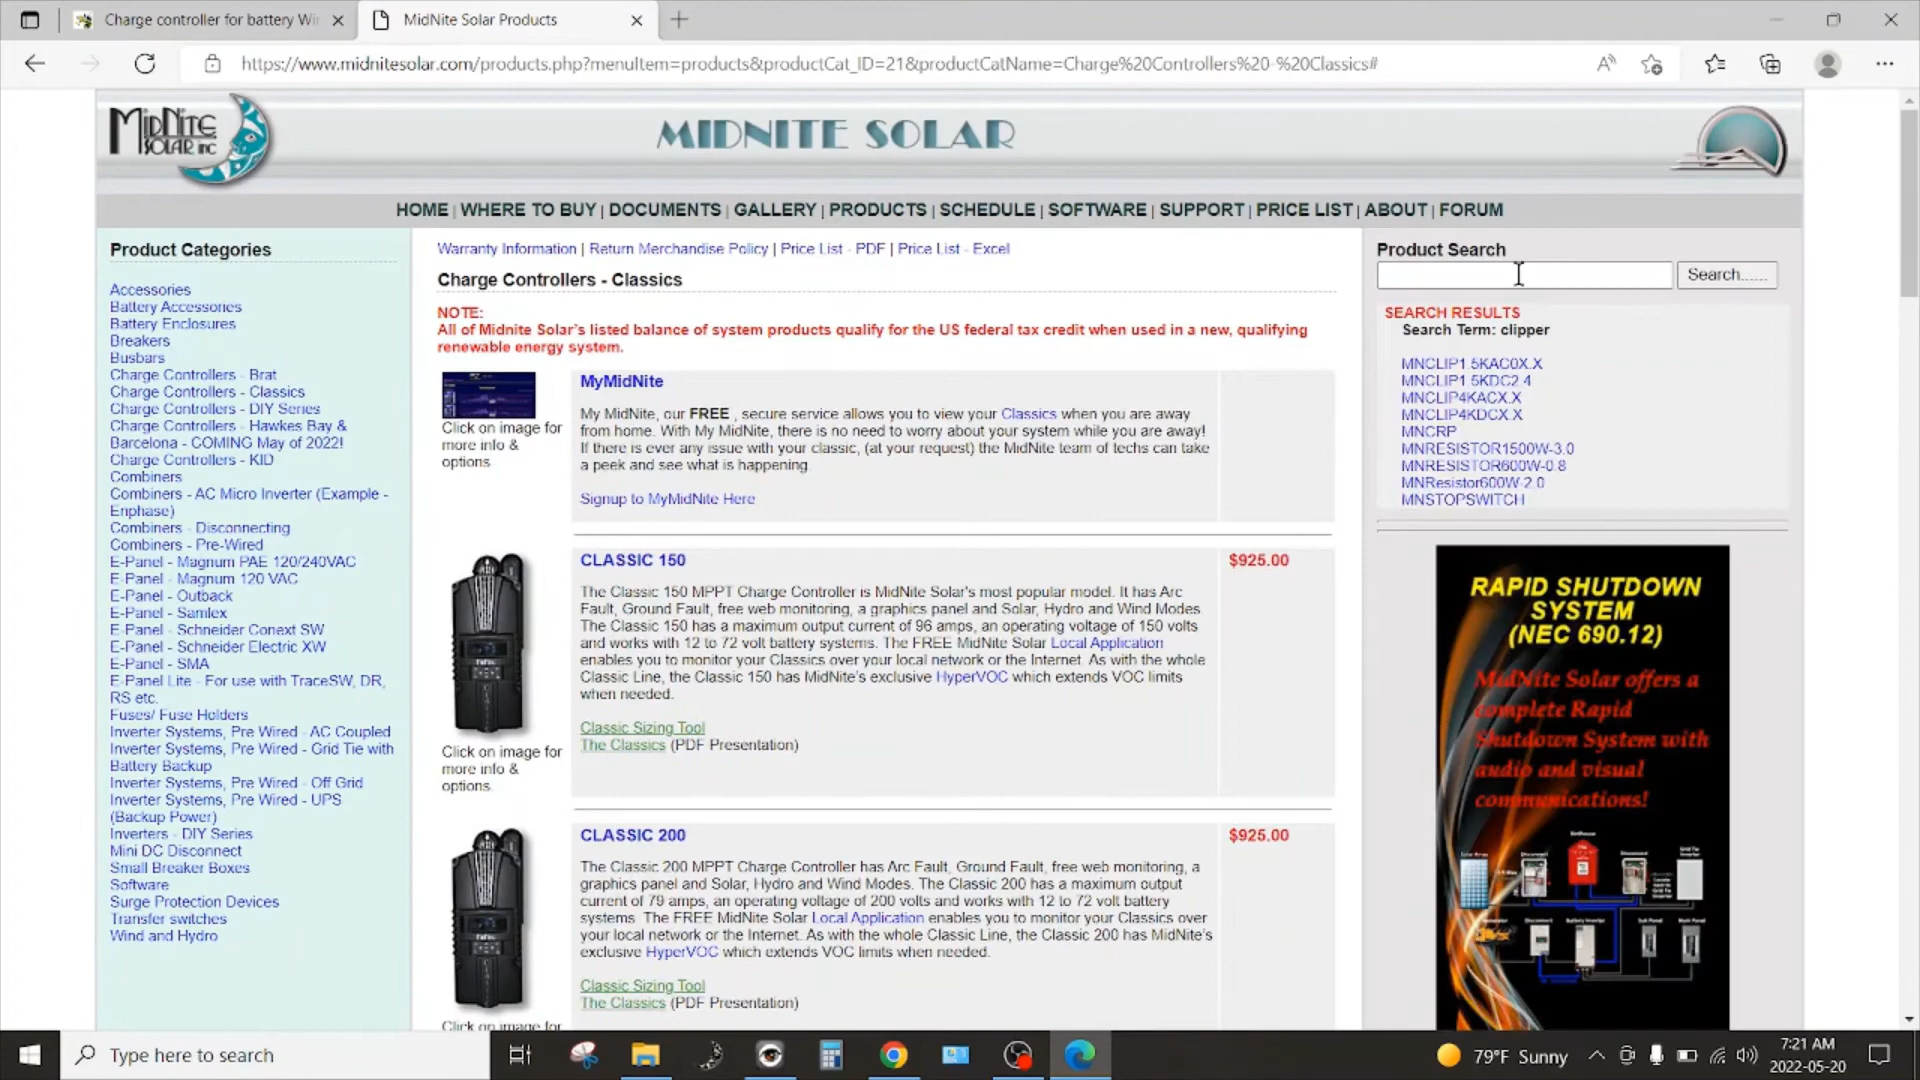 Charge controller for battery Wi
MidNite Solar Products
https://www.midnitesolar.com/products.php?menuItem=products&productCat_ID=21&productCatName=Charge%20Controllers%20-%20Classics#
MIDNITE
SOLAR INC
MIDNITE SOLAR
HOME | WHERE TO BUY | DOCUMENTS | GALLERY | PRODUCTS | SCHEDULE | SOFTWARE | SUPPORT | PRICE LIST | ABOUT | FORUM
Product Categories
Accessories
Battery Accessories
Battery Enclosures
Breakers
Busbars
Charge Controllers - Brat
Charge Controllers - Classics
Charge Controllers - DIY Series
Charge Controllers - Hawkes Bay &
Barcelona - COMING May of 2022!
Charge Controllers - KID
Combiners
Combiners - AC Micro Inverter (Example -
Enphase)
Combiners - Disconnecting
Combiners - Pre-Wired
E-Panel - Magnum PAE 120/240VAC
E-Panel - Magnum 120 VAC
E-Panel - Outback
E-Panel - Samlex
E-Panel - Schneider Conext SW
E-Panel - Schneider Electric XW
E-Panel - SMA
E-Panel Lite - For use with TraceSW, DR,
RS etc.
Fuses/ Fuse Holders
Inverter Systems, Pre Wired - AC Coupled
Inverter Systems, Pre Wired - Grid Tie with
Battery Backup
Inverter Systems, Pre Wired - Off Grid
Inverter Systems, Pre Wired - UPS
(Backup Power)
Inverters - DIY Series
Mini DC Disconnect
Small Breaker Boxes
Software
Surge Protection Devices
Transfer switches
Wind and Hydro
Warranty Information | Return Merchandise Policy | Price List - PDF | Price List - Excel
Charge Controllers - Classics
NOTE:
All of Midnite Solar's listed balance of system products qualify for the US federal tax credit when used in a new, qualifying
renewable energy system.
Click on image for
more info &
options.
MyMidNite
My MidNite, our FREE , secure service allows you to view your Classics when you are away
from home. With My MidNite, there is no need to worry about your system while you are away!
If there is ever any issue with your classic, (at your request) the MidNite team of techs can take
a peek and see what is happening.
Signup to MyMidNite Here
CLASSIC 150
$925.00
The Classic 150 MPPT Charge Controller is MidNite Solar's most popular model. It has Arc
Fault, Ground Fault, free web monitoring, a graphics panel and Solar, Hydro and Wind Modes
The Classic 150 has a maximum output current of 96 amps, an operating voltage of 150 volts
and works with 12 to 72 volt battery systems. The FREE MidNite Solar Local Application
enables you to monitor your Classics over your local network or the Internet. As with the whole
Classic Line, the Classic 150 has MidNite's exclusive HyperVOC which extends VOC limits
when needed.
Classic Sizing Tool
The Classics (PDF Presentation)
Click on image for
more info &
options.
CLASSIC 200
$925.00
The Classic 200 MPPT Charge Controller has Arc Fault, Ground Fault, free web monitoring, a
graphics panel and Solar, Hydro and Wind Modes. The Classic 200 has a maximum output
current of 79 amps, an operating voltage of 200 volts and works with 12 to 72 volt battery
systems. The FREE MidNite Solar Local Application enables you to monitor your Classics over
your local network or the Internet. As with the whole Classic Line, the Classic 200 has MidNite's
exclusive HyperVOC which extends VOC limits when needed.
Classic Sizing Tool
The Classics (PDF Presentation)
Click on image for
Product Search
Search......
SEARCH RESULTS
Search Term: clipper
MNCLIP1.5KAC0X.X
MNCLIP1.5KDC2.4
MNCLIP4KACX.X
MNCLIP4KDCX.X
MNCRP
MNRESISTOR1500W-3.0
MNRESISTOR600W-0.8
MNResistor600W-2.0
MNSTOPSWITCH
RAPID SHUTDOWN
SYSTEM
(NEC 690.12)
MidNite Solar offers a
complete Rapid
Shutdown System with
audio and visual
communications!
Type here to search
79°F Sunny
7:21 AM
2022-05-20